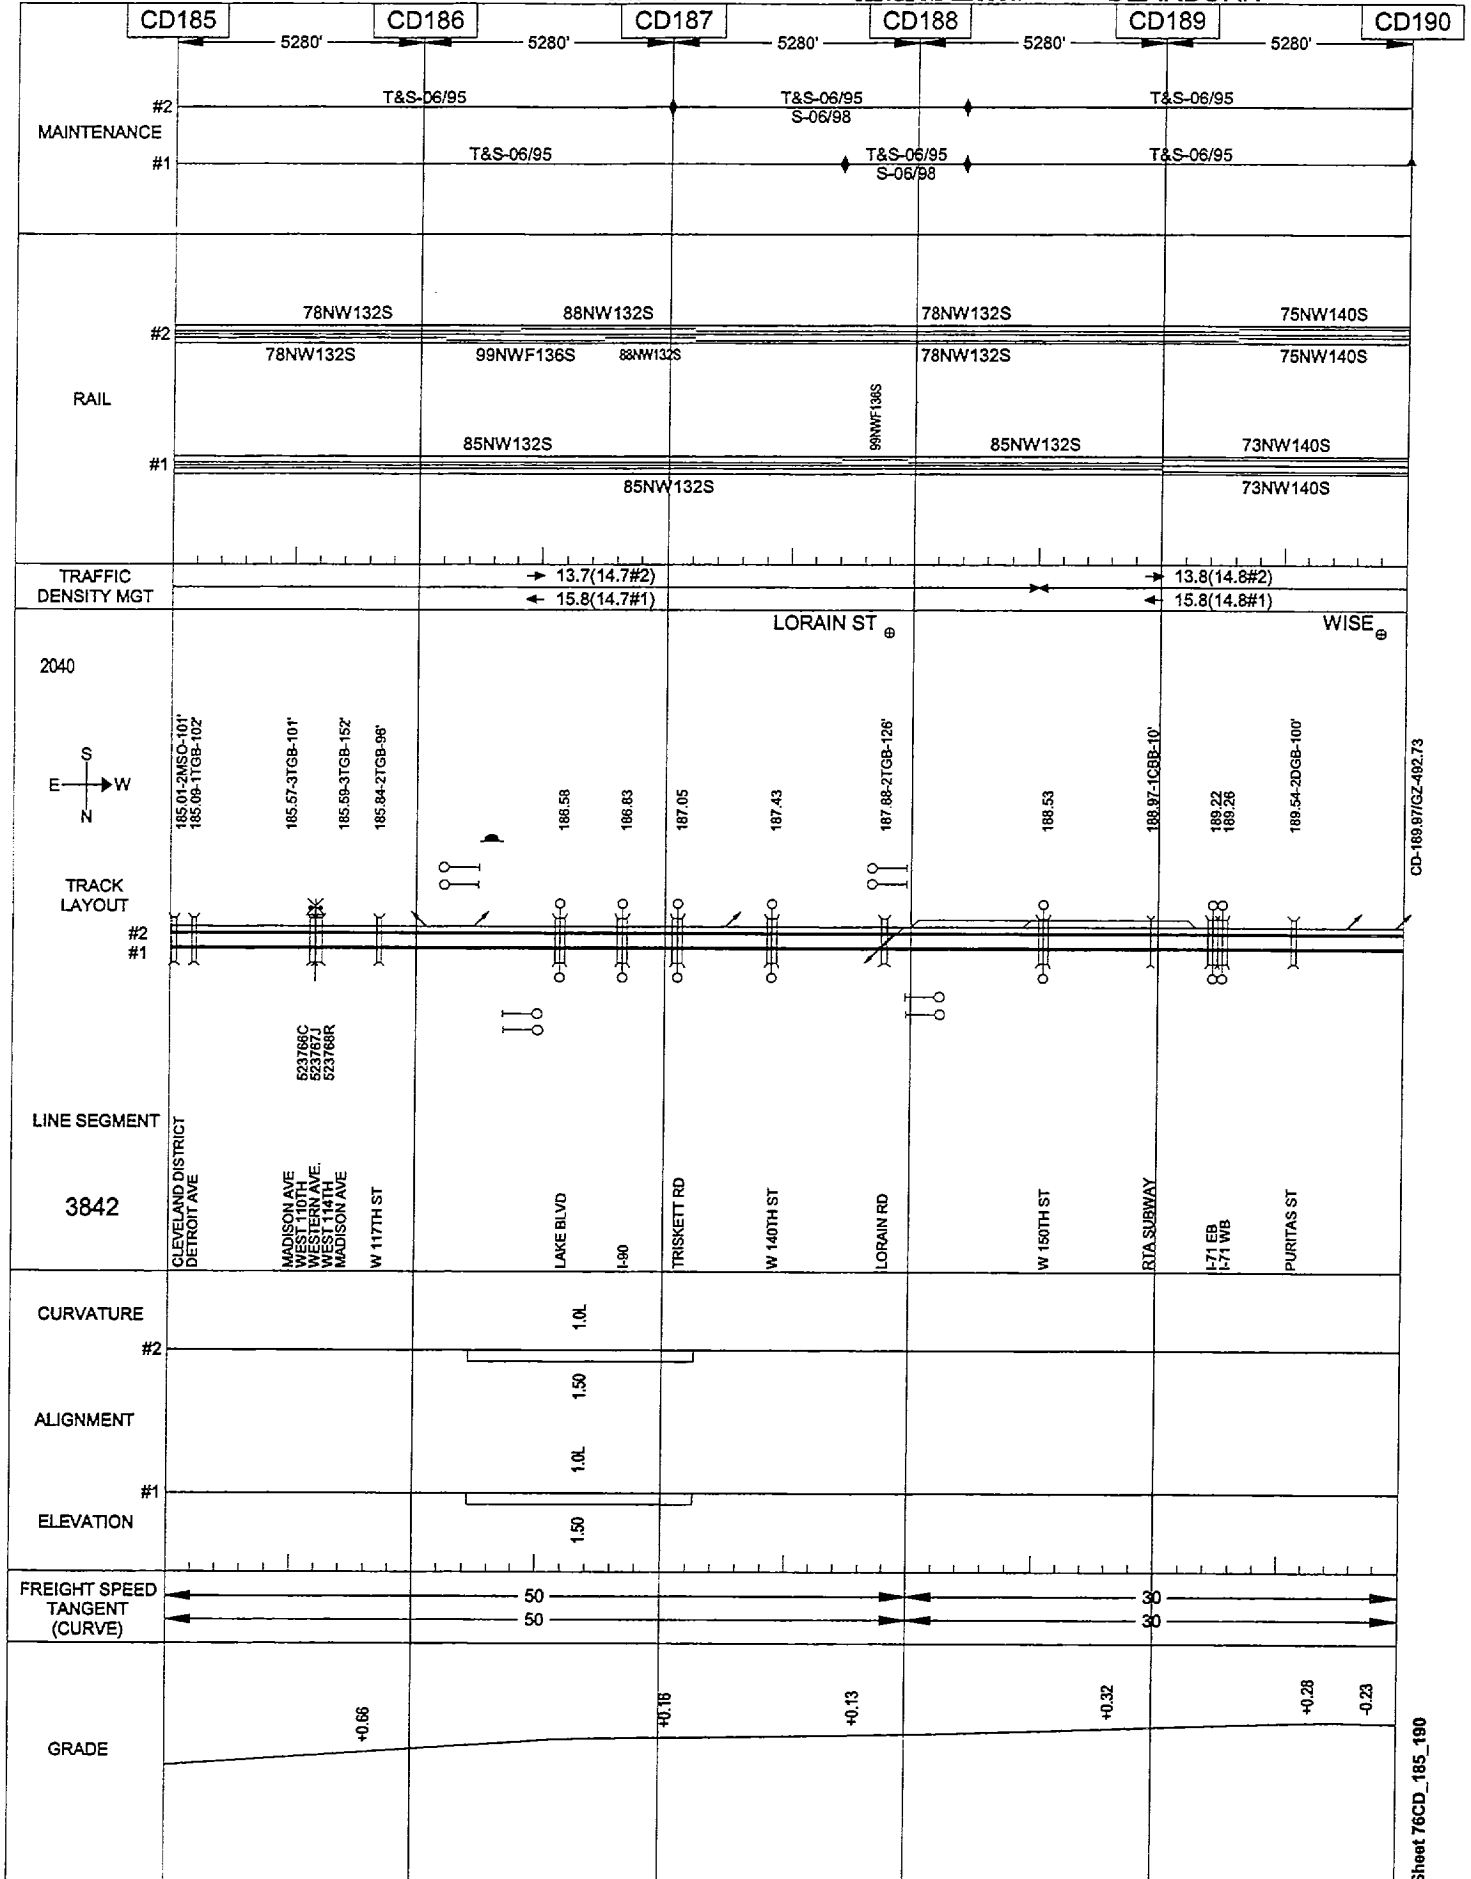 CD185 CD186 CD187 CD188 CD189 CD190
5280' 5280' 5280' 5280' 5280'
#2 T&S-06/95 T&S-06/95 T&S-06/95
S-06/98
MAINTENANCE
#1 T&S-06/95 T&S-06/95 T&S-06/95
S-06/98
78NW132S 88NW132S 78NW132S 75NW140S
#2
78NW132S 99NWF136S 88NW132S 78NW132S 75NW140S
RAIL
99NWF136S
85NW132S 85NW132S 73NW140S
#1
85NW132S 73NW140S
TRAFFIC
DENSITY MGT
13.7(14.7#2) 13.8(14.8#2)
15.8(14.7#1) 15.8(14.8#1)
LORAIN ST WISE
2040
S
E W
N
185.01-2MSO-101'
185.09-1TGB-102'
185.57-3TGB-101'
185.59-3TGB-152'
185.84-2TGB-96'
186.58
186.83
187.05
187.43
187.88-2TGB-126'
188.53
188.97-1CBB-10'
189.22
189.26
189.54-2DGB-100'
CD-189.97/GZ-492.73
TRACK
LAYOUT
#2
#1
523766C
523767J
523768R
LINE SEGMENT
3842
CLEVELAND DISTRICT
DETROIT AVE
MADISON AVE
WEST 110TH
WESTERN AVE.
WEST 114TH
MADISON AVE
W 117TH ST
LAKE BLVD
I-90
TRISKETT RD
W 140TH ST
LORAIN RD
W 150TH ST
RTA SUBWAY
I-71 EB
I-71 WB
PURITAS ST
CURVATURE
1.0L
#2
1.50
ALIGNMENT
1.0L
#1
ELEVATION
1.50
FREIGHT SPEED
TANGENT
(CURVE)
50 30
50 30
GRADE
+0.66
+0.16
+0.13
+0.32
+0.28
-0.23
Sheet 76CD_185_190